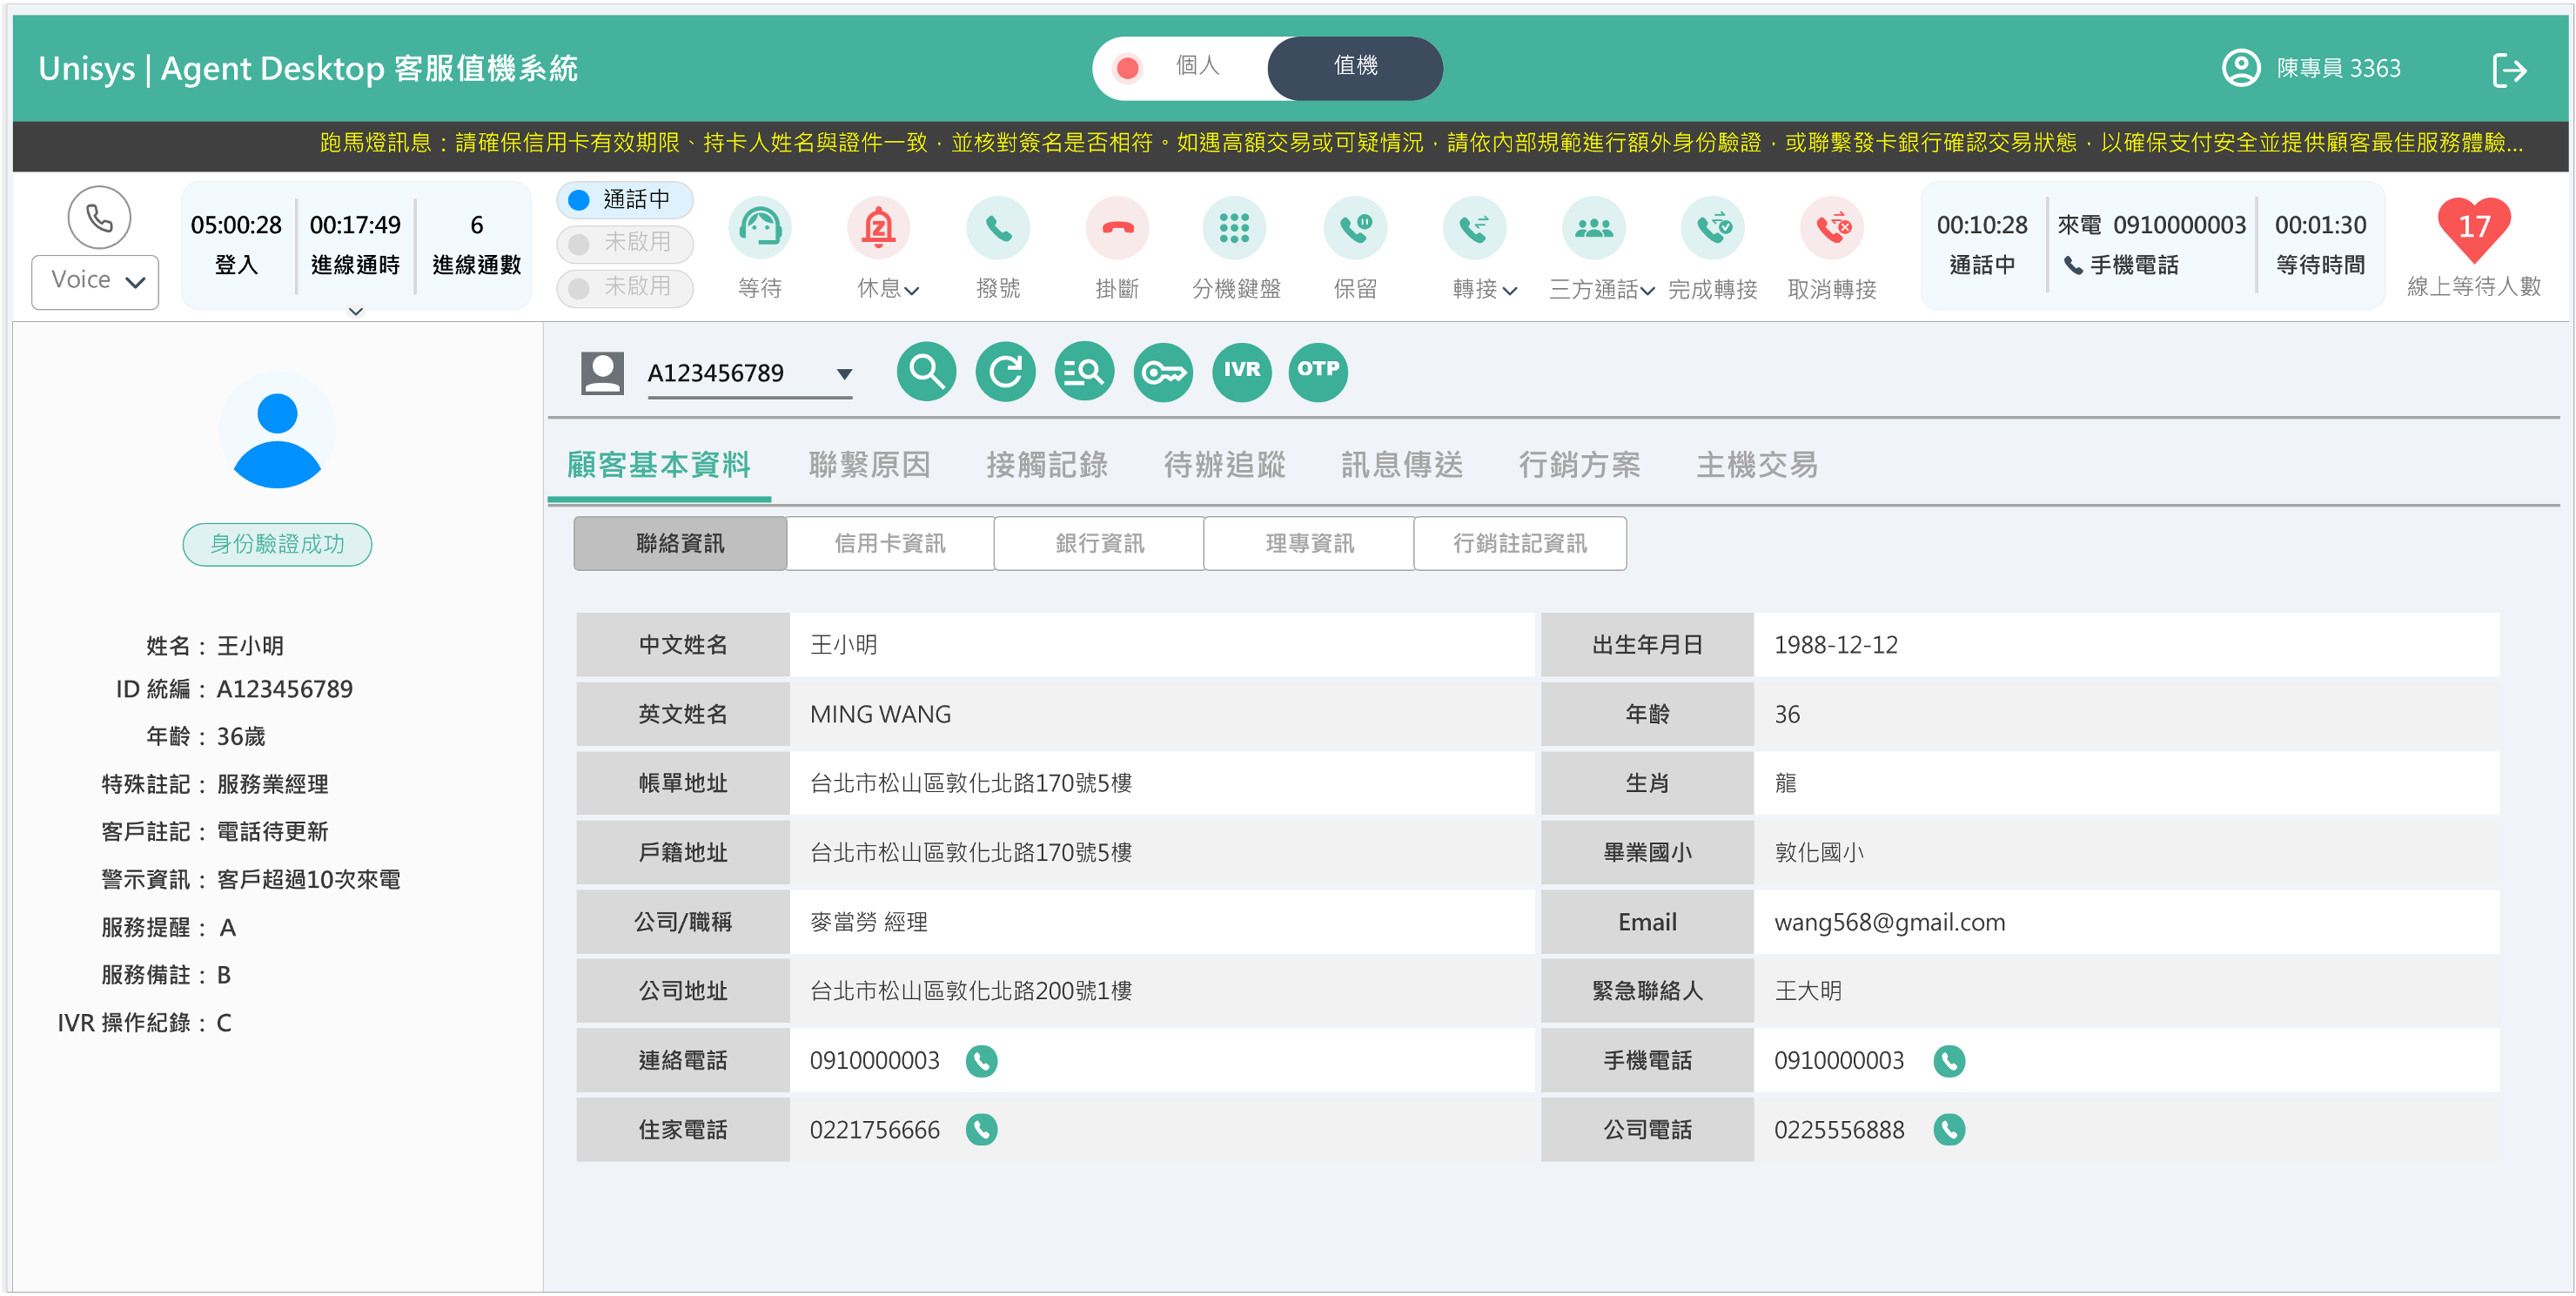 Unisys | Agent Desktop 客服值機系統
個人
值機
陳專員 3363
跑馬燈訊息：請確保信用卡有效期限、持卡人姓名與證件一致，並核對簽名是否相符。如遇高額交易或可疑情況，請依內部規範進行額外身份驗證，或聯繫發卡銀行確認交易狀態，以確保支付安全並提供顧客最佳服務體驗...
Voice
05:00:28
登入
00:17:49
進線通時
6
進線通數
通話中
未啟用
未啟用
等待
休息
撥號
掛斷
分機鍵盤
保留
轉接
三方通話
完成轉接
取消轉接
00:10:28
通話中
來電 0910000003
手機電話
00:01:30
等待時間
17
線上等待人數
身份驗證成功
姓名： 王小明
ID 統編： A123456789
年齡： 36歲
特殊註記： 服務業經理
客戶註記： 電話待更新
警示資訊： 客戶超過10次來電
服務提醒： A
服務備註： B
IVR 操作紀錄： C
A123456789
IVR
OTP
顧客基本資料
聯繫原因
接觸記錄
待辦追蹤
訊息傳送
行銷方案
主機交易
聯絡資訊
信用卡資訊
銀行資訊
理專資訊
行銷註記資訊
中文姓名 王小明 出生年月日 1988-12-12
英文姓名 MING WANG 年齡 36
帳單地址 台北市松山區敦化北路170號5樓 生肖 龍
戶籍地址 台北市松山區敦化北路170號5樓 畢業國小 敦化國小
公司/職稱 麥當勞 經理 Email wang568@gmail.com
公司地址 台北市松山區敦化北路200號1樓 緊急聯絡人 王大明
連絡電話 0910000003 手機電話 0910000003
住家電話 0221756666 公司電話 0225556888